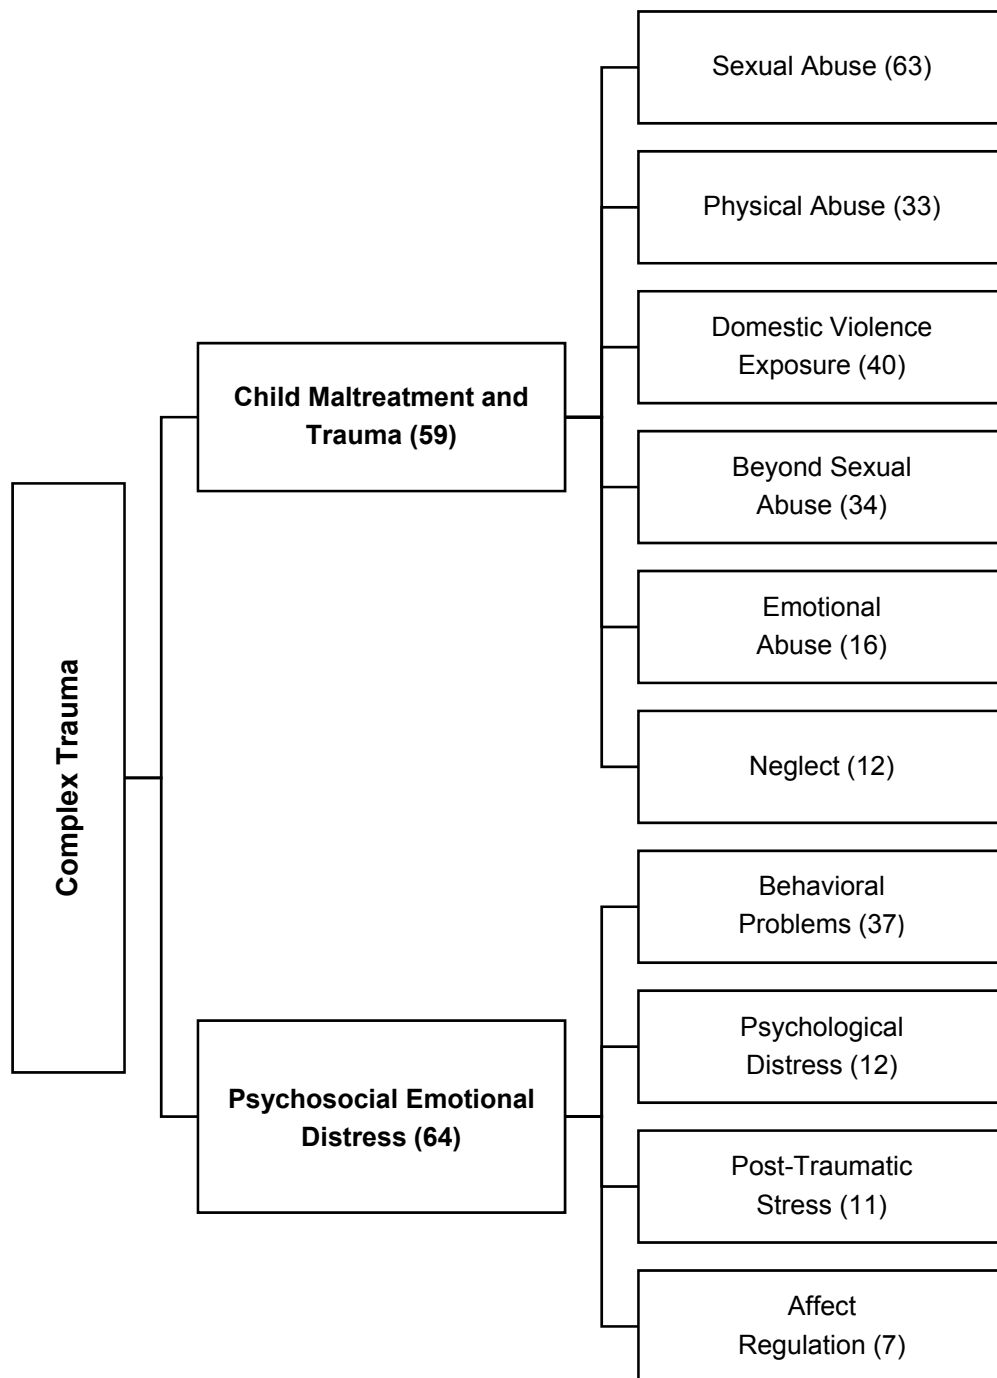 Complex Trauma
Child Maltreatment and
Trauma (59)
Sexual Abuse (63)
Physical Abuse (33)
Domestic Violence
Exposure (40)
Beyond Sexual
Abuse (34)
Emotional
Abuse (16)
Neglect (12)
Psychosocial Emotional
Distress (64)
Behavioral
Problems (37)
Psychological
Distress (12)
Post-Traumatic
Stress (11)
Affect
Regulation (7)